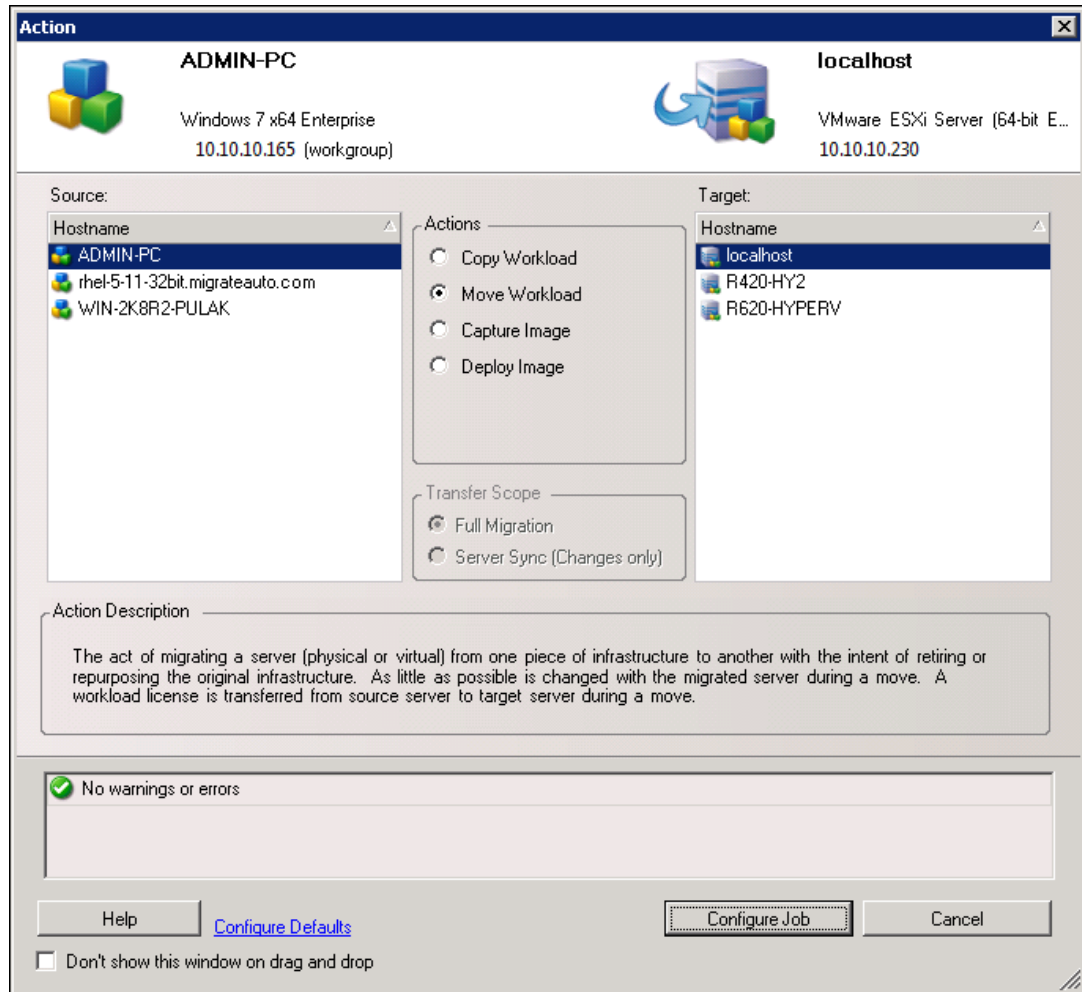 Action
ADMIN-PC
Windows 7 x64 Enterprise
10.10.10.165 (workgroup)
localhost
VMware ESXi Server (64-bit E...
10.10.10.230
Source:
Hostname
ADMIN-PC
rhel-5-11-32bit.migrateauto.com
WIN-2K8R2-PULAK
Actions
Copy Workload
Move Workload
Capture Image
Deploy Image
Transfer Scope
Full Migration
Server Sync (Changes only)
Target:
Hostname
localhost
R420-HY2
R620-HYPERV
Action Description
The act of migrating a server (physical or virtual) from one piece of infrastructure to another with the intent of retiring or
repurposing the original infrastructure. As little as possible is changed with the migrated server during a move. A
workload license is transferred from source server to target server during a move.
No warnings or errors
Help
Configure Defaults
Configure Job
Cancel
Don't show this window on drag and drop